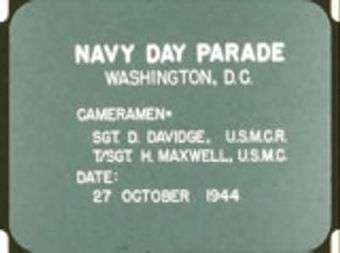 NAVY DAY PARADE
WASHINGTON, D.C.
CAMERAMEN=
SGT. D. DAVIDGE, U.S.M.C.R.
T/SGT. H. MAXWELL, U.S.M.C.
DATE:
27 OCTOBER 1944